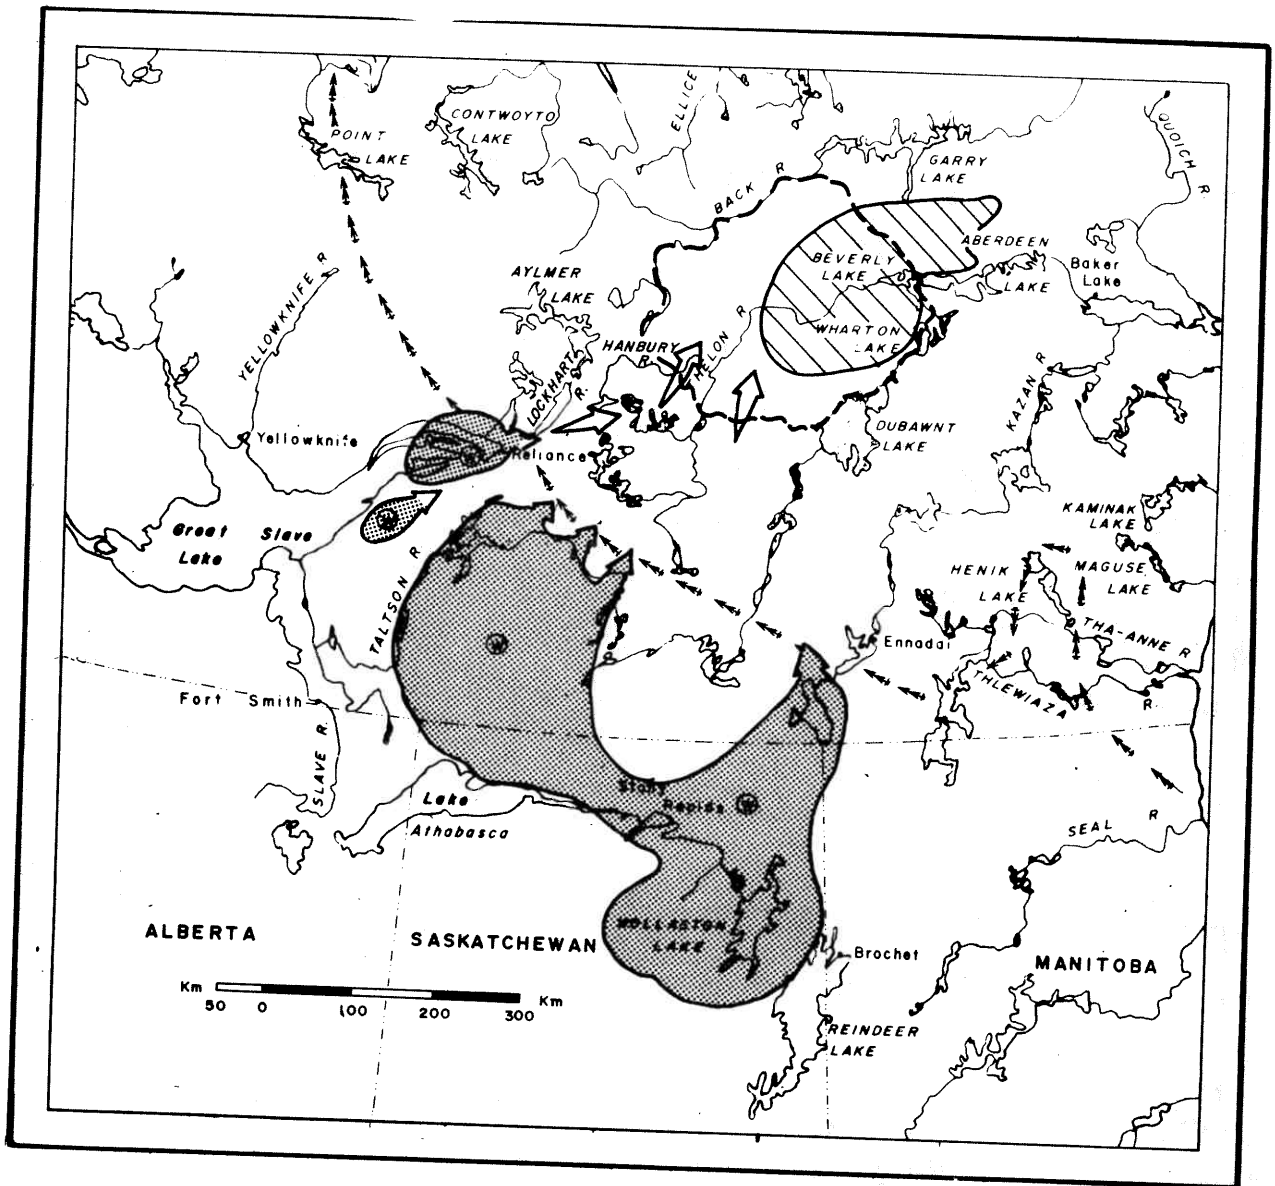 POINT
LAKE
CONTWOYTO
LAKE
ELLICE
QUOICH R
GARRY
LAKE
BACK R
YELLOWKNIFE R
AYLMER
LAKE
BEVERLY
LAKE
ABERDEEN
LAKE
Baker
Lake
WHARTON
LAKE
HANBURY
R.
LOCKHART
R.
KAZAN R
Yellowknife
Reliance
DUBAWNT
LAKE
KAMINAK
LAKE
Great Slave
Lake
HENIK
LAKE
MAGUSE
LAKE
TALTSON R
THA-ANNE R
W
W
Ennadai
THLEWIAZA R.
Fort Smith
SLAVE R.
Stony
Rapids
W
Lake
Athabasca
SEAL R
WOLLASTON
LAKE
ALBERTA
SASKATCHEWAN
Brochet
MANITOBA
Km Km
50 0 100 200 300
REINDEER
LAKE